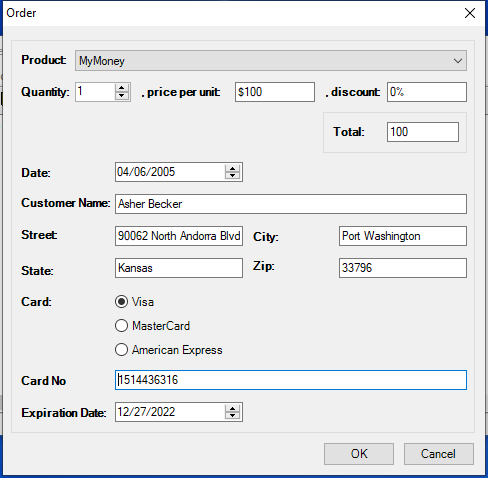 Order
Product: MyMoney
Quantity: 1 , price per unit: $100 , discount: 0%
Total: 100
Date: 04/06/2005
Customer Name: Asher Becker
Street: 90062 North Andorra Blvd City: Port Washington
State: Kansas Zip: 33796
Card: Visa
MasterCard
American Express
Card No 1514436316
Expiration Date: 12/27/2022
OK Cancel